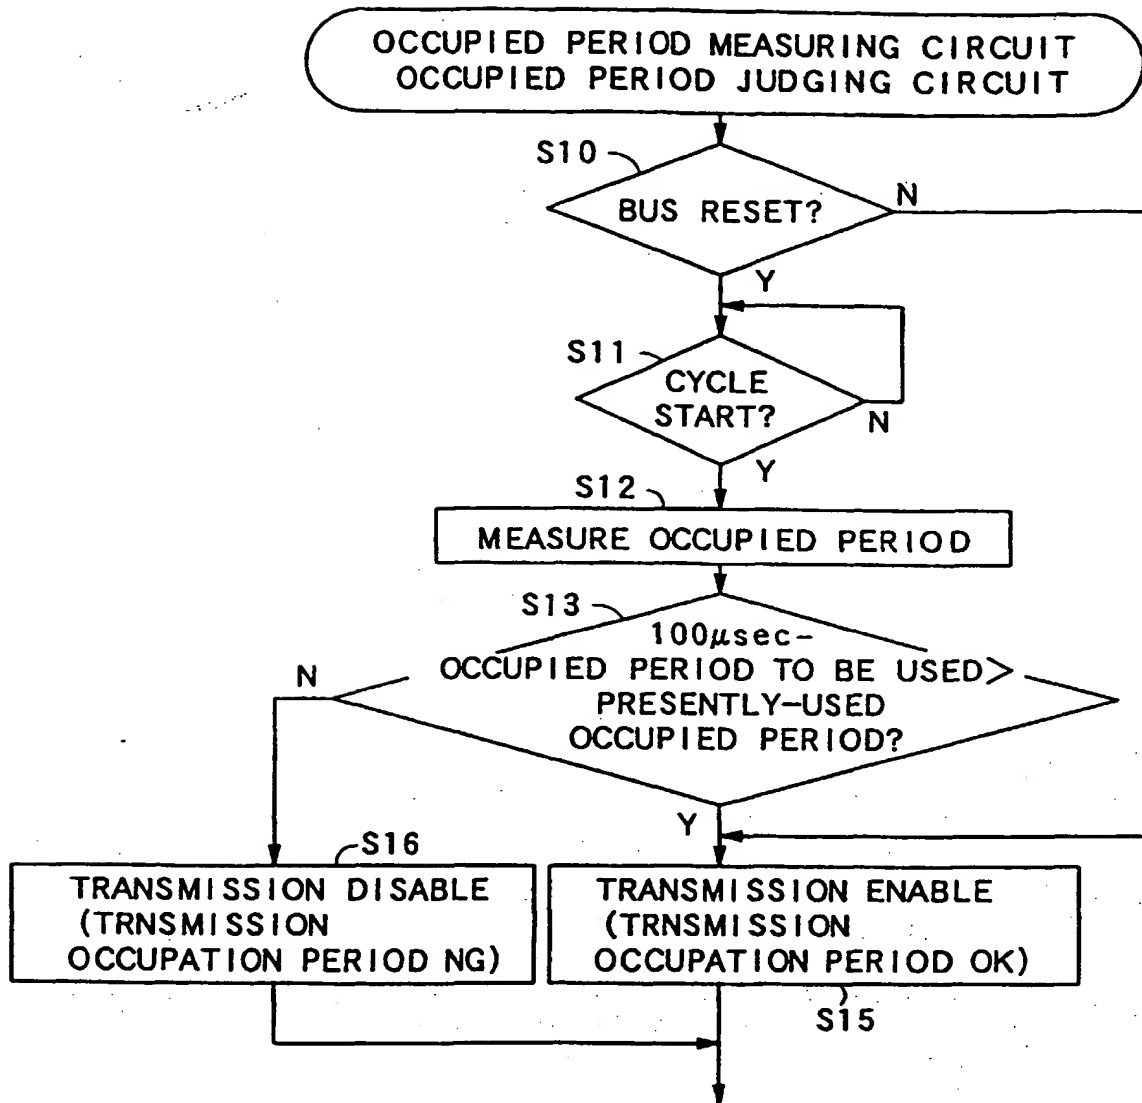 OCCUPIED PERIOD MEASURING CIRCUIT
OCCUPIED PERIOD JUDGING CIRCUIT
S10
BUS RESET?
N
Y
S11
CYCLE
START?
N
Y
S12
MEASURE OCCUPIED PERIOD
S13
100μsec-
OCCUPIED PERIOD TO BE USED>
PRESENTLY-USED
OCCUPIED PERIOD?
N
Y
S16
TRANSMISSION DISABLE
(TRNSMISSION
OCCUPATION PERIOD NG)
TRANSMISSION ENABLE
(TRNSMISSION
OCCUPATION PERIOD OK)
S15